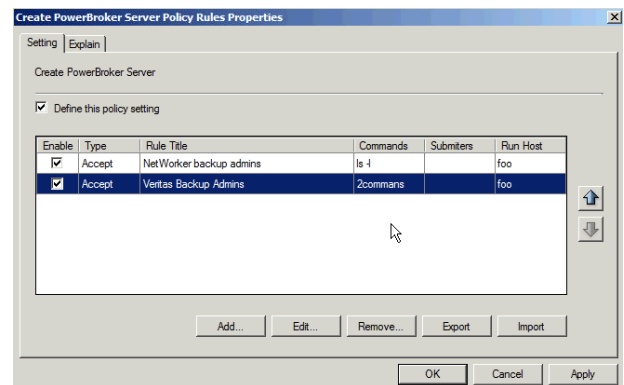 Create PowerBroker Server Policy Rules Properties
Setting Explain
Create PowerBroker Server
Define this policy setting
Enable Type Rule Title Commands Submiters Run Host
Accept NetWorker backup admins ls -l foo
Accept Veritas Backup Admins 2commans foo
Add... Edit... Remove... Export Import
OK Cancel Apply